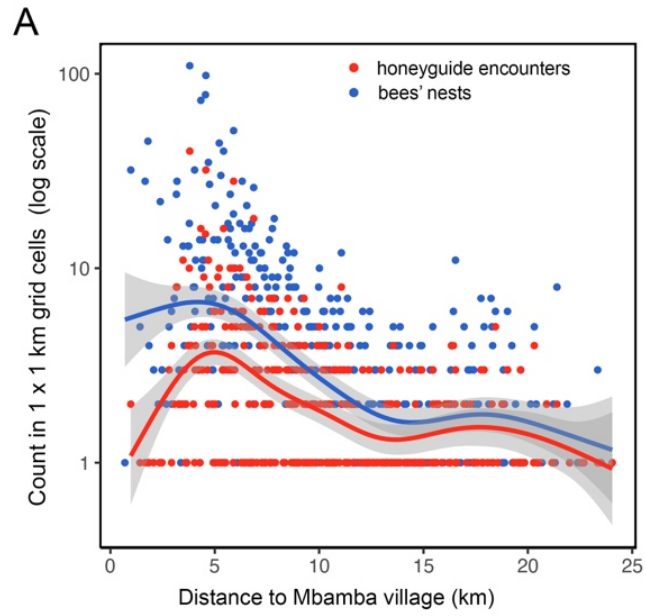 A
honeyguide encounters
bees' nests
Count in 1 x 1 km grid cells (log scale)
100
10
1
0
5
10
15
20
25
Distance to Mbamba village (km)